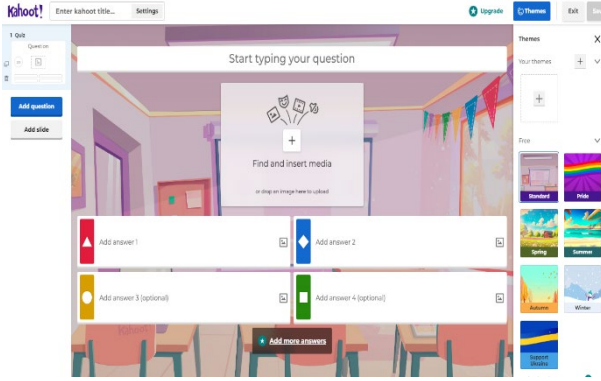 Kahoot! Enter kahoot title... Settings Upgrade Themes Exit
1 Quiz
Question
Add question
Add slide
Start typing your question
Find and insert media
or drop an image here to upload
Add answer 1
Add answer 2
Add answer 3 (optional)
Add answer 4 (optional)
Add more answers
Themes X
Your themes
Free
Standard
Pride
Spring
Summer
Autumn
Winter
Support
Ukraine